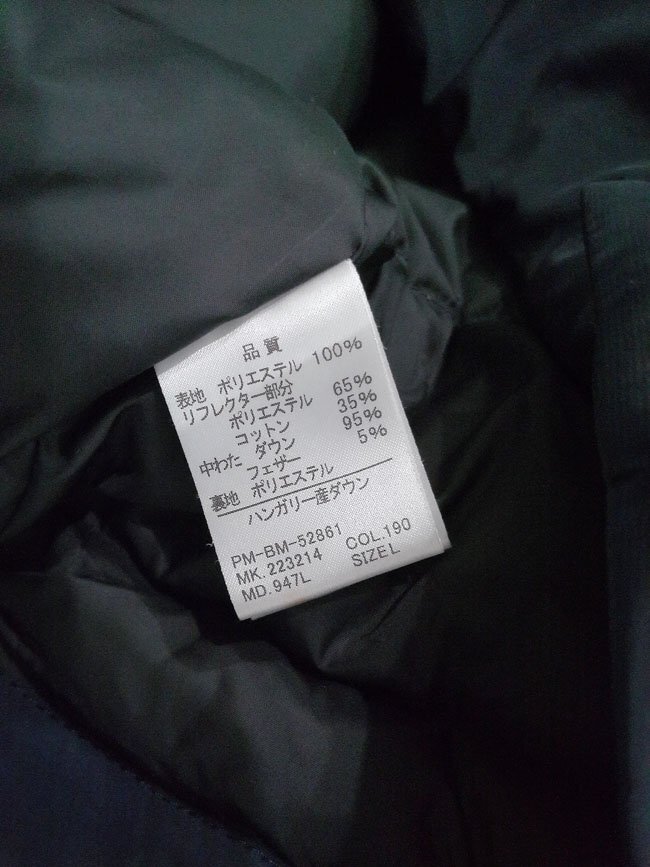 品質
表地 ポリエステル 100%
リフレクター部分
ポリエステル 65%
コットン 35%
中わた ダウン 95%
フェザー 5%
裏地 ポリエステル
ハンガリー産ダウン
PM-BM-52861
MK.223214 COL.190
MD.947L SIZEL